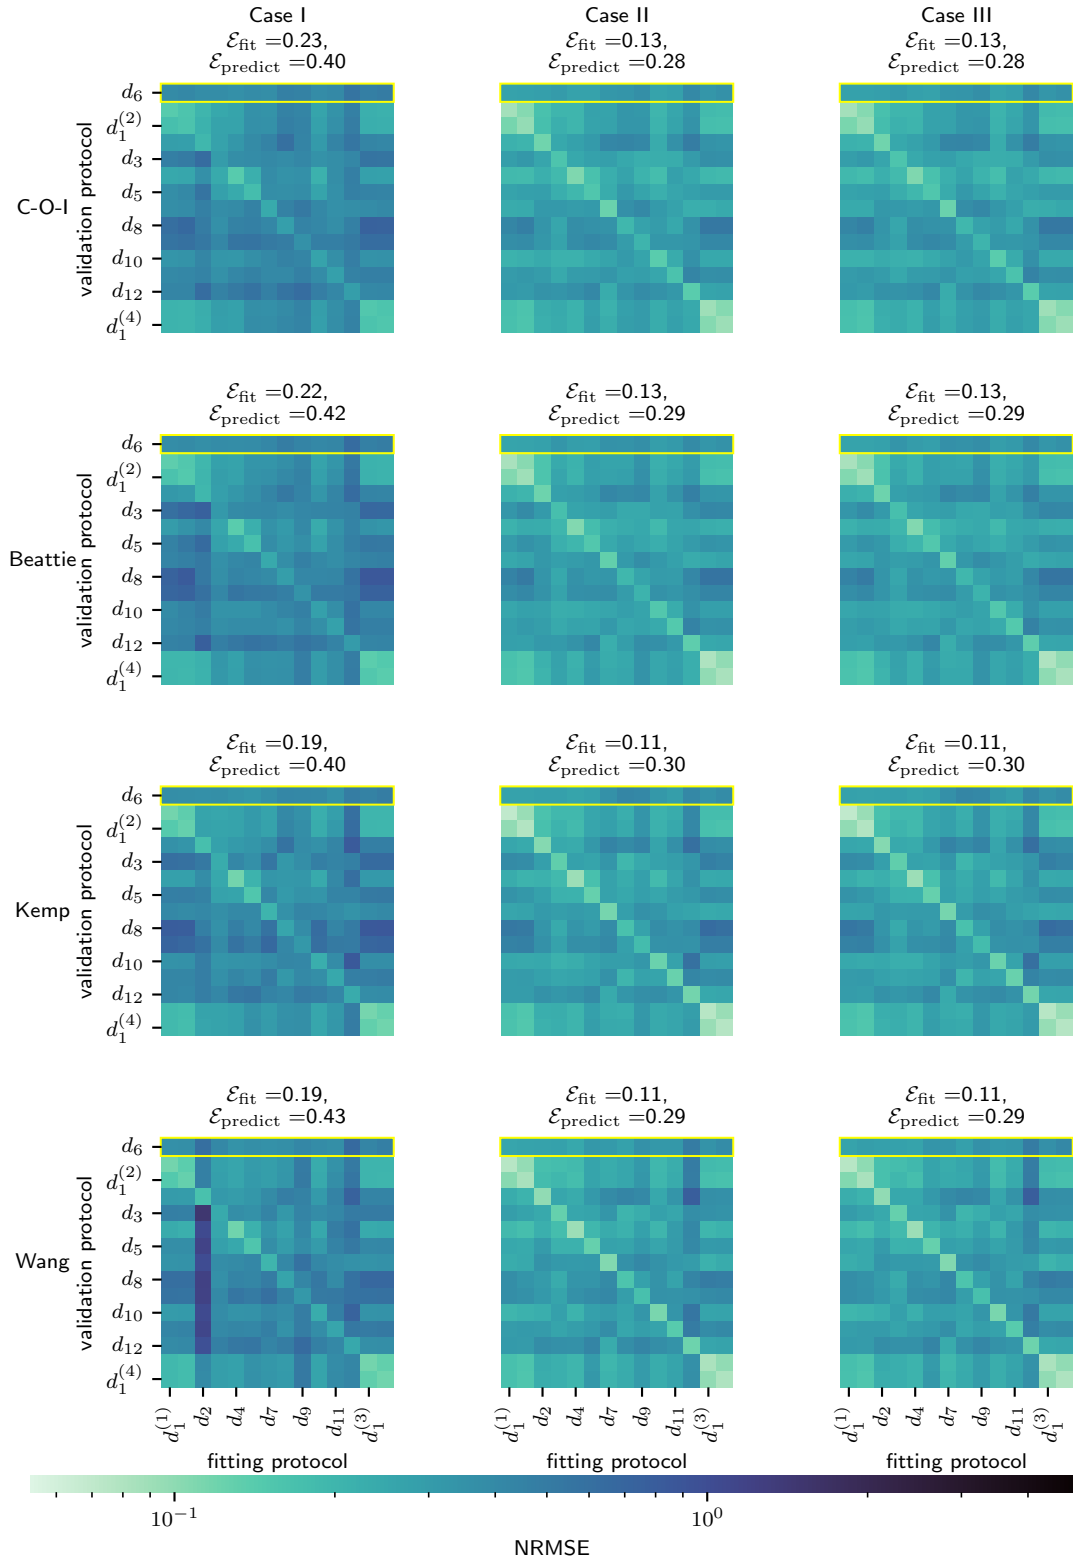 Case I Case II Case III
ℰfit =0.23, ℰfit =0.13, ℰfit =0.13,
ℰpredict =0.40 ℰpredict =0.28 ℰpredict =0.28
C-O-I
validation protocol
d₆
d₁⁽²⁾
d₃
d₅
d₈
d₁₀
d₁₂
d₁⁽⁴⁾
ℰfit =0.22, ℰfit =0.13, ℰfit =0.13,
ℰpredict =0.42 ℰpredict =0.29 ℰpredict =0.29
Beattie
validation protocol
d₆
d₁⁽²⁾
d₃
d₅
d₈
d₁₀
d₁₂
d₁⁽⁴⁾
ℰfit =0.19, ℰfit =0.11, ℰfit =0.11,
ℰpredict =0.40 ℰpredict =0.30 ℰpredict =0.30
Kemp
validation protocol
d₆
d₁⁽²⁾
d₃
d₅
d₈
d₁₀
d₁₂
d₁⁽⁴⁾
ℰfit =0.19, ℰfit =0.11, ℰfit =0.11,
ℰpredict =0.43 ℰpredict =0.29 ℰpredict =0.29
Wang
validation protocol
d₆
d₁⁽²⁾
d₃
d₅
d₈
d₁₀
d₁₂
d₁⁽⁴⁾
d₁⁽¹⁾ d₂ d₄ d₇ d₉ d₁₁ d₁⁽³⁾ d₁⁽¹⁾ d₂ d₄ d₇ d₉ d₁₁ d₁⁽³⁾ d₁⁽¹⁾ d₂ d₄ d₇ d₉ d₁₁ d₁⁽³⁾
fitting protocol fitting protocol fitting protocol
10⁻¹ 10⁰
NRMSE